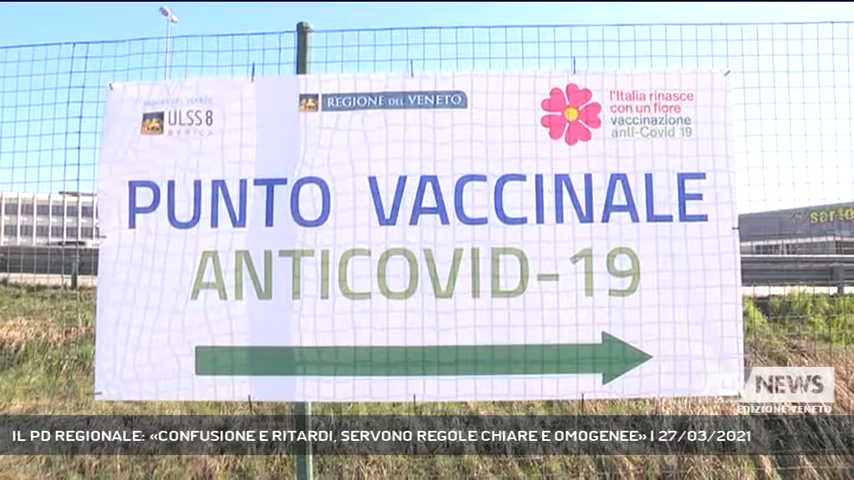 ULSS 8
BERICA
REGIONE DEL VENETO
l'Italia rinasce
con un fiore
vaccinazione
anti-Covid 19
PUNTO VACCINALE
ANTICOVID-19
NEWS
EDIZIONE VENETO
IL PD REGIONALE: «CONFUSIONE E RITARDI, SERVONO REGOLE CHIARE E OMOGENEE» | 27/03/2021